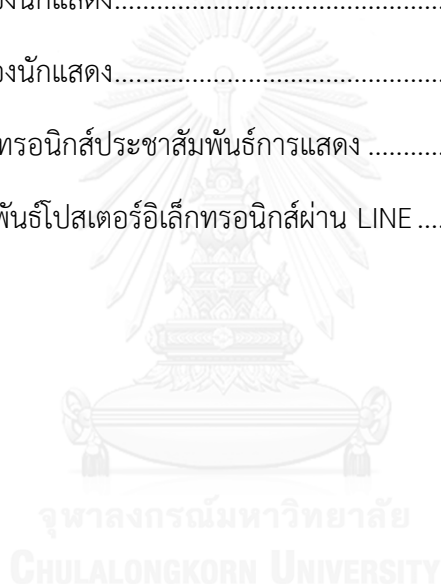 องนักแสดง........................................
องนักแสดง........................................
ทรอนิกส์ประชาสัมพันธ์การแสดง ..........
พันธ์โปสเตอร์อิเล็กทรอนิกส์ผ่าน LINE ....
จุฬาลงกรณ์มหาวิทยาลัย
CHULALONGKORN UNIVERSITY